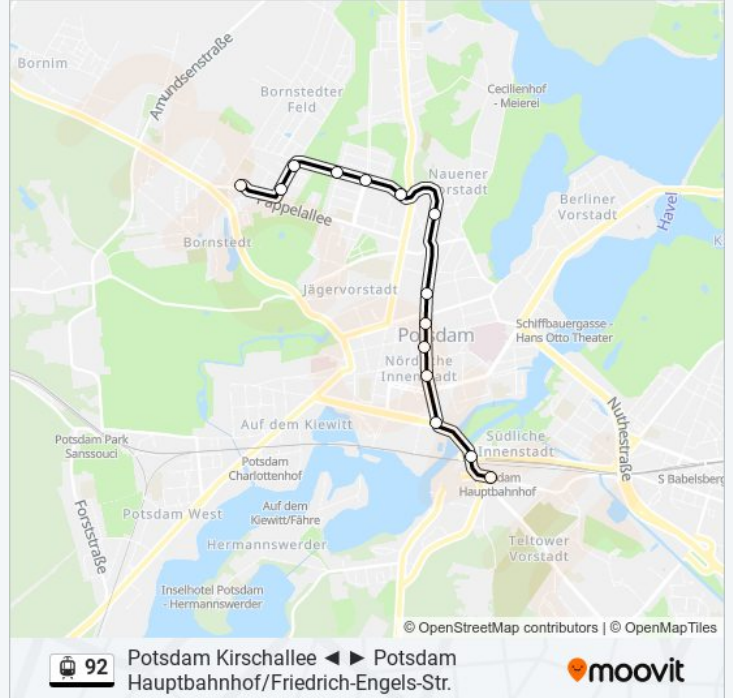 Bornim
Amundsenstraße
Bornstedter
Feld
Cecilienhof
- Meierei
Nauener
orstadt
Berliner
Vorstadt
Havel
K
appelallee
Bornstedt
Jägervorstadt
Potsdam
Schiffbauergasse -
Hans Otto Theater
Nördliche
Innenstadt
Auf dem Kiewitt
Nuthestraße
Südliche
Innenstadt
Potsdam Park
Sanssouci
Potsdam
Charlottenhof
S Babelsberg
dam
Hauptbahnhof
Forststraße
Potsdam West
Auf dem
Kiewitt/Fähre
Hermannswerder
Teltower
Vorstadt
Inselhotel Potsdam
- Hermannswerder
© OpenStreetMap contributors | © OpenMapTiles
92
Potsdam Kirschallee ◄ ► Potsdam
Hauptbahnhof/Friedrich-Engels-Str.
moovit